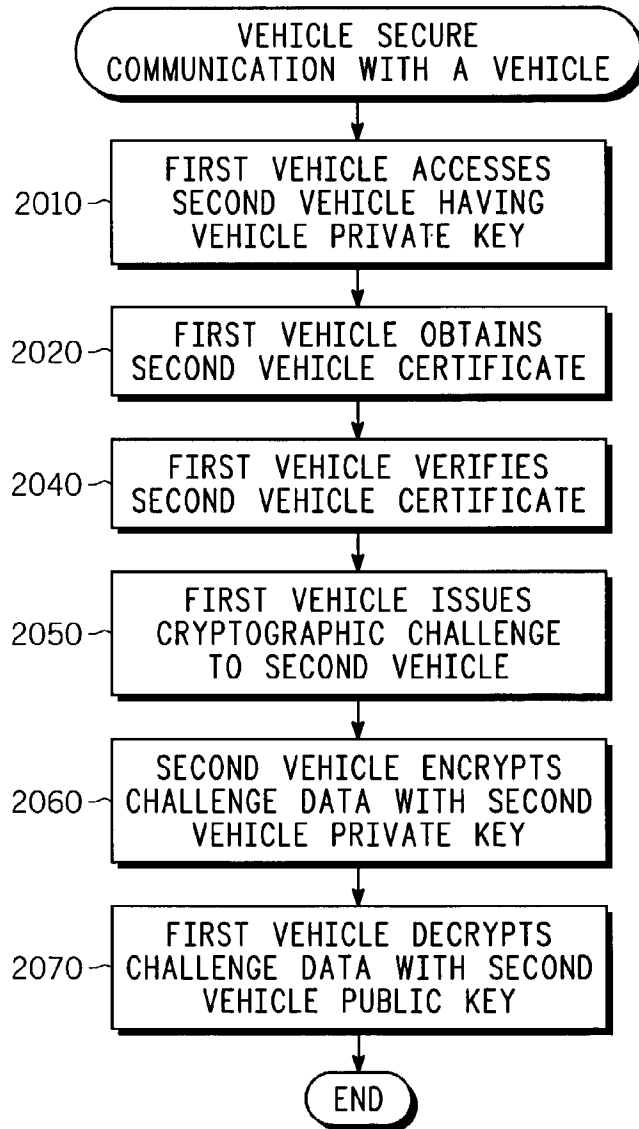 VEHICLE SECURE
COMMUNICATION WITH A VEHICLE
2010
FIRST VEHICLE ACCESSES
SECOND VEHICLE HAVING
VEHICLE PRIVATE KEY
2020
FIRST VEHICLE OBTAINS
SECOND VEHICLE CERTIFICATE
2040
FIRST VEHICLE VERIFIES
SECOND VEHICLE CERTIFICATE
2050
FIRST VEHICLE ISSUES
CRYPTOGRAPHIC CHALLENGE
TO SECOND VEHICLE
2060
SECOND VEHICLE ENCRYPTS
CHALLENGE DATA WITH SECOND
VEHICLE PRIVATE KEY
2070
FIRST VEHICLE DECRYPTS
CHALLENGE DATA WITH SECOND
VEHICLE PUBLIC KEY
END